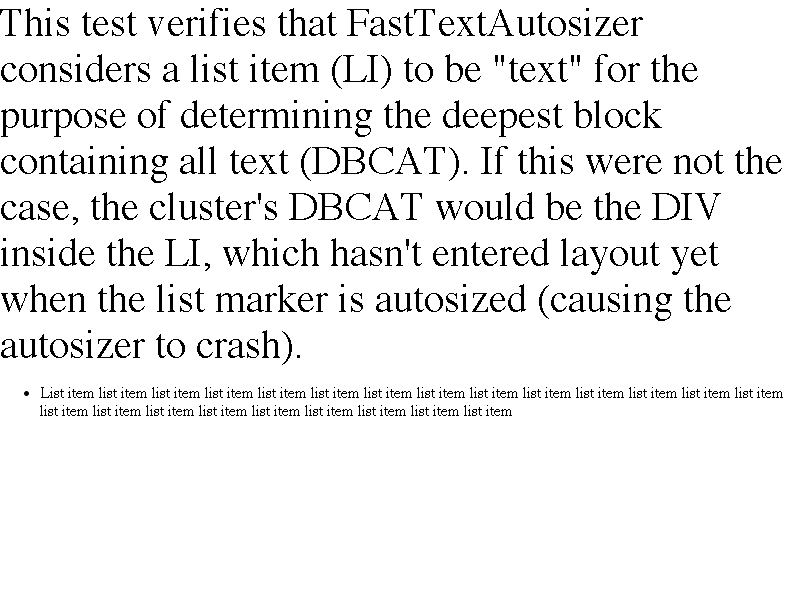 This test verifies that FastTextAutosizer
considers a list item (LI) to be "text" for the
purpose of determining the deepest block
containing all text (DBCAT). If this were not the
case, the cluster's DBCAT would be the DIV
inside the LI, which hasn't entered layout yet
when the list marker is autosized (causing the
autosizer to crash).
• List item list item list item list item list item list item list item list item list item list item list item list item list item list item
list item list item list item list item list item list item list item list item list item